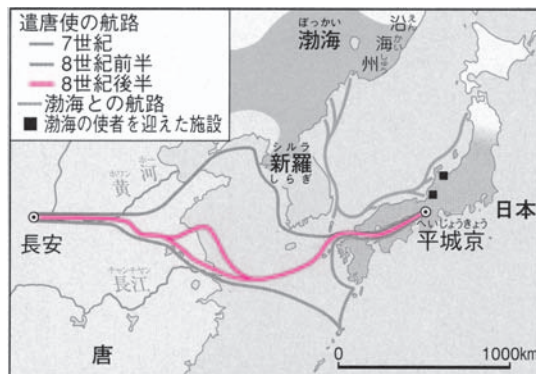 遣唐使の航路
7世紀
8世紀前半
8世紀後半
渤海との航路
■ 渤海の使者を迎えた施設
ぼっかい
渤海
沿えん
海かい
州しゅう
シルラ
新羅
しらぎ
ホワン ホー
黄 河
長安
チャンチヤン
長江
唐
日本
へいじょうきょう
平城京
0 1000km